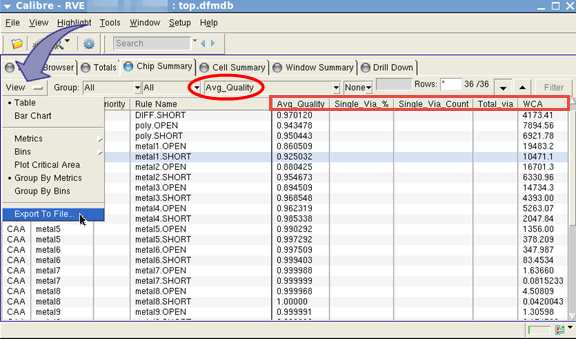 Calibre - RVE : top.dfmdb
File View Highlight Tools Window Setup Help
Search
Browser Totals Chip Summary Cell Summary Window Summary Drill Down
View Group: All All Avg_Quality None Rows: * 36 /36 Filter
Table
Bar Chart
Metrics
Bins
Plot Critical Area
Group By Metrics
Group By Bins
Export To File...
riority Rule Name Avg_Quality Single_Via_% Single_Via_Count Total_via WCA
DIFF.SHORT 0.970120 4173.41
poly.OPEN 0.943478 7894.56
poly.SHORT 0.950443 6921.78
metal1.OPEN 0.860509 19483.2
metal1.SHORT 0.925032 10471.1
metal2.OPEN 0.880425 16701.3
metal2.SHORT 0.954567 6330.96
metal3.OPEN 0.894509 14734.3
metal3.SHORT 0.968548 4393.00
metal4.OPEN 0.962319 5263.07
metal4.SHORT 0.985338 2047.84
CAA metal5 metal5.OPEN 0.990292 1356.00
CAA metal5 metal5.SHORT 0.997292 378.209
CAA metal6 metal6.OPEN 0.997506 347.987
CAA metal6 metal6.SHORT 0.999403 83.4534
CAA metal7 metal7.OPEN 0.999988 1.63660
CAA metal7 metal7.SHORT 0.999999 0.0815233
CAA metal8 metal8.OPEN 0.999968 4.50809
CAA metal8 metal8.SHORT 1.00000 0.0420043
CAA metal9 metal9.OPEN 0.999991 1.30598